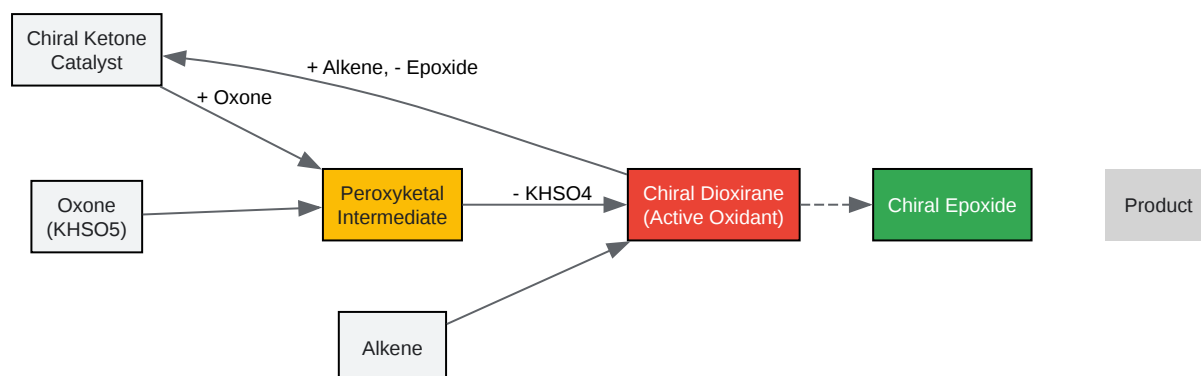 Chiral Ketone
Catalyst
+ Alkene, - Epoxide
+ Oxone
Oxone
(KHSO5)
Peroxyketal
Intermediate
- KHSO4
Chiral Dioxirane
(Active Oxidant)
Chiral Epoxide
Product
Alkene